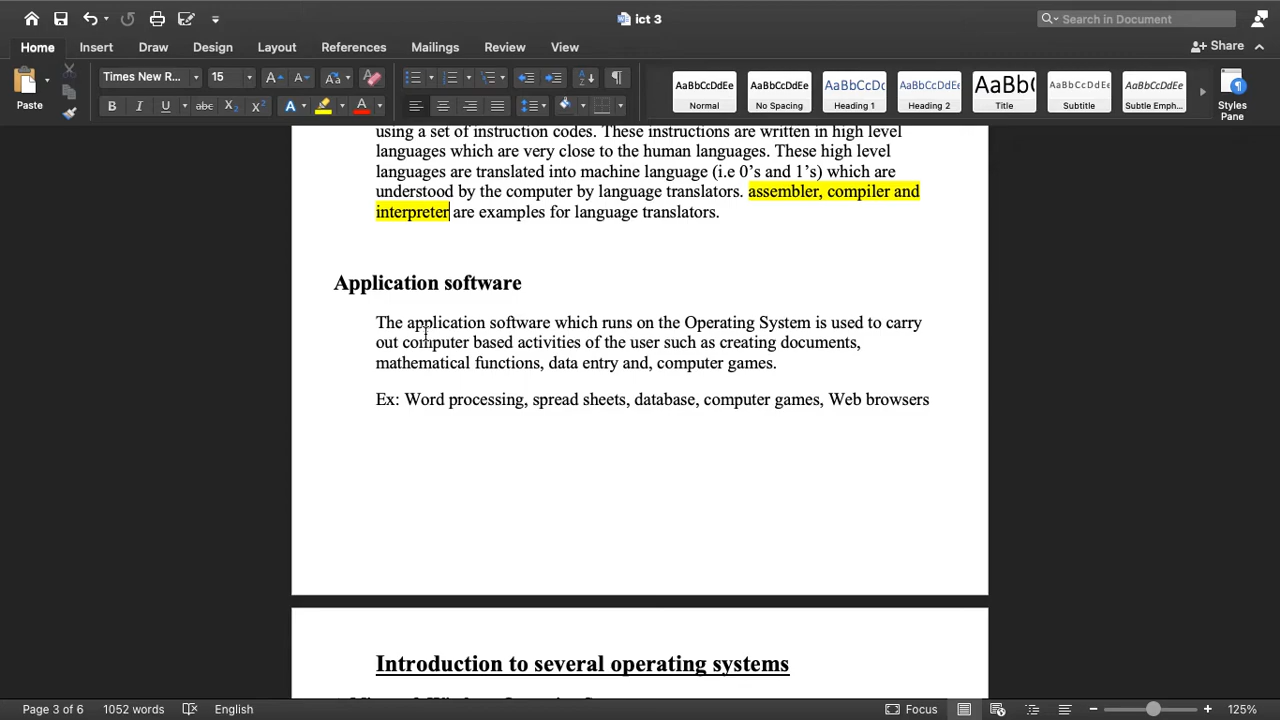 ict 3
Search in Document
Home Insert Draw Design Layout References Mailings Review View
Share
Paste
Times New R... 15
AaBbCcDdEe AaBbCcDdEe AaBbCcDc AaBbCcDdEe AaBb( AaBbCcDdEe AaBbCcDdEe
Normal No Spacing Heading 1 Heading 2 Title Subtitle Subtle Emph...
Styles
Pane
using a set of instruction codes. These instructions are written in high level
languages which are very close to the human languages. These high level
languages are translated into machine language (i.e 0’s and 1’s) which are
understood by the computer by language translators. assembler, compiler and
interpreter are examples for language translators.
Application software
The application software which runs on the Operating System is used to carry
out computer based activities of the user such as creating documents,
mathematical functions, data entry and, computer games.
Ex: Word processing, spread sheets, database, computer games, Web browsers
Introduction to several operating systems
Page 3 of 6 1052 words English Focus 125%